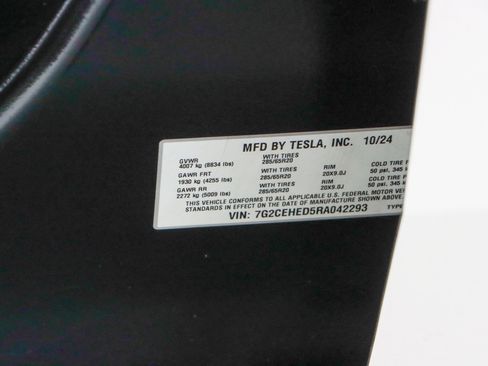 MFD BY TESLA, INC. 10/24
GVWR WITH TIRES
4007 kg (8834 lbs) 285/65R20 RIM COLD TIRE
GAWR FRT WITH TIRES 20X9.0J 50 psi, 345
1930 kg (4255 lbs) 285/65R20 RIM COLD TIRE
GAWR RR WITH TIRES 20X9.0J 50 psi, 345
2272 kg (5009 lbs) 285/65R20
THIS VEHICLE CONFORMS TO ALL APPLICABLE U.S. FEDERAL MOTOR
STANDARDS IN EFFECT ON THE DATE OF MANUFACTURE SHOWN ABOVE.
VIN: 7G2CEHED5RA042293 TYPE